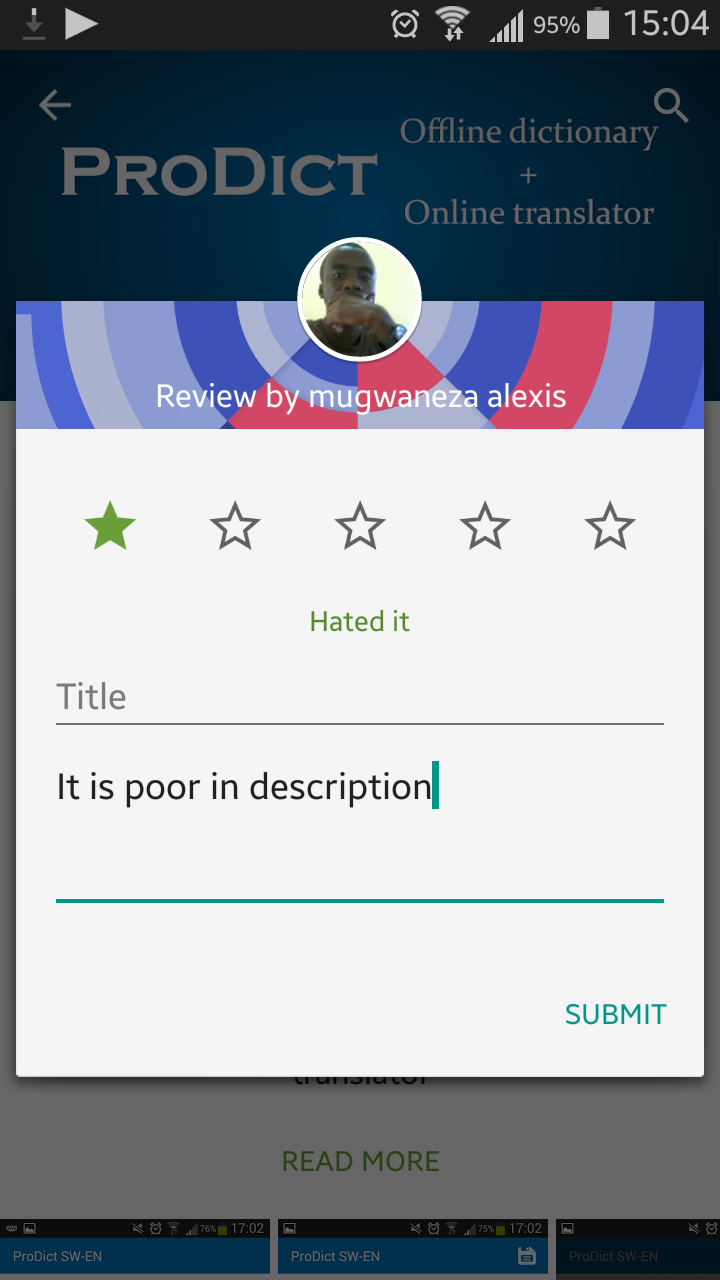 95% 15:04
PRODICT
Offline dictionary
+
Online translator
Review by mugwaneza alexis
Hated it
Title
It is poor in description
SUBMIT
translator
READ MORE
76% 17:02
ProDict SW-EN
75% 17:02
ProDict SW-EN
ProDict SW-EN